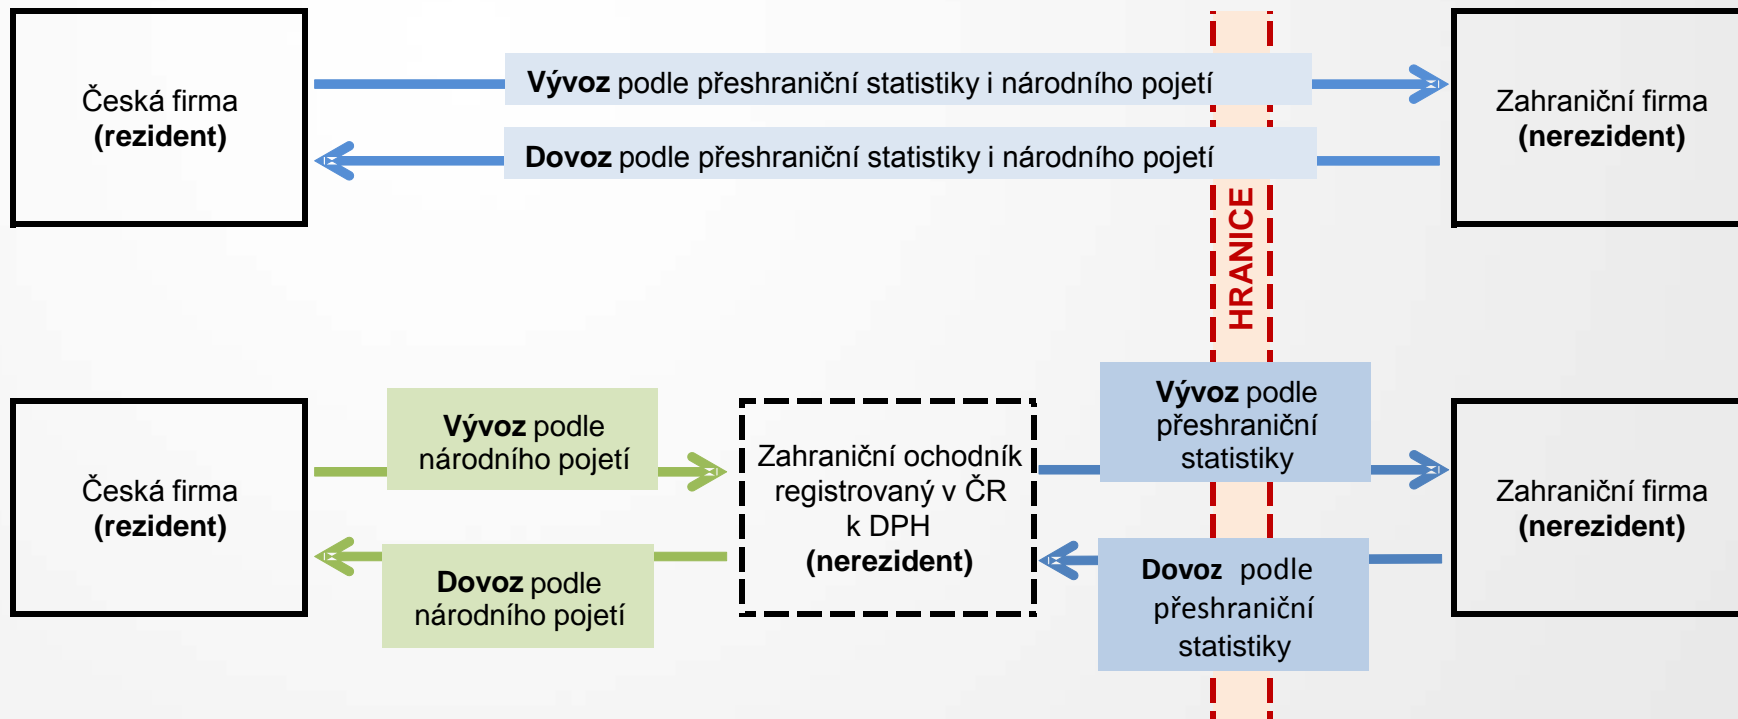 Česká firma
(rezident)
Vývoz podle přeshraniční statistiky i národního pojetí
Dovoz podle přeshraniční statistiky i národního pojetí
Zahraniční firma
(nerezident)
HRANICE
Česká firma
(rezident)
Vývoz podle
národního pojetí
Dovoz podle
národního pojetí
Zahraniční ochodník
registrovaný v ČR
k DPH
(nerezident)
Vývoz podle
přeshraniční
statistiky
Dovoz podle
přeshraniční
statistiky
Zahraniční firma
(nerezident)